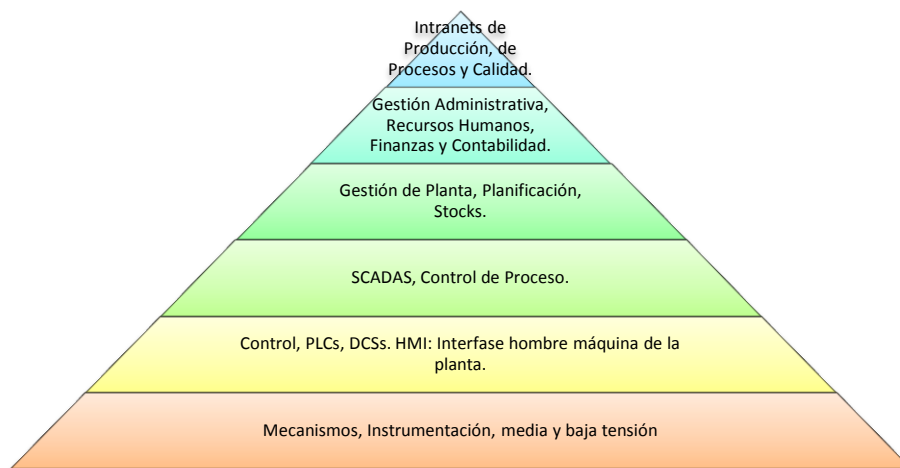 Intranets de
Producción, de
Procesos y Calidad.
Gestión Administrativa,
Recursos Humanos,
Finanzas y Contabilidad.
Gestión de Planta, Planificación,
Stocks.
SCADAS, Control de Proceso.
Control, PLCs, DCSs. HMI: Interfase hombre máquina de la
planta.
Mecanismos, Instrumentación, media y baja tensión